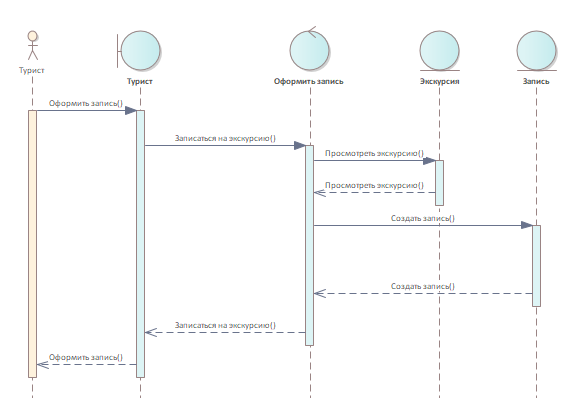 Турист
Турист
Оформить запись
Экскурсия
Запись
Оформить запись()
Записаться на экскурсию()
Просмотреть экскурсию()
Просмотреть экскурсию()
Создать запись()
Создать запись()
Записаться на экскурсию()
Оформить запись()